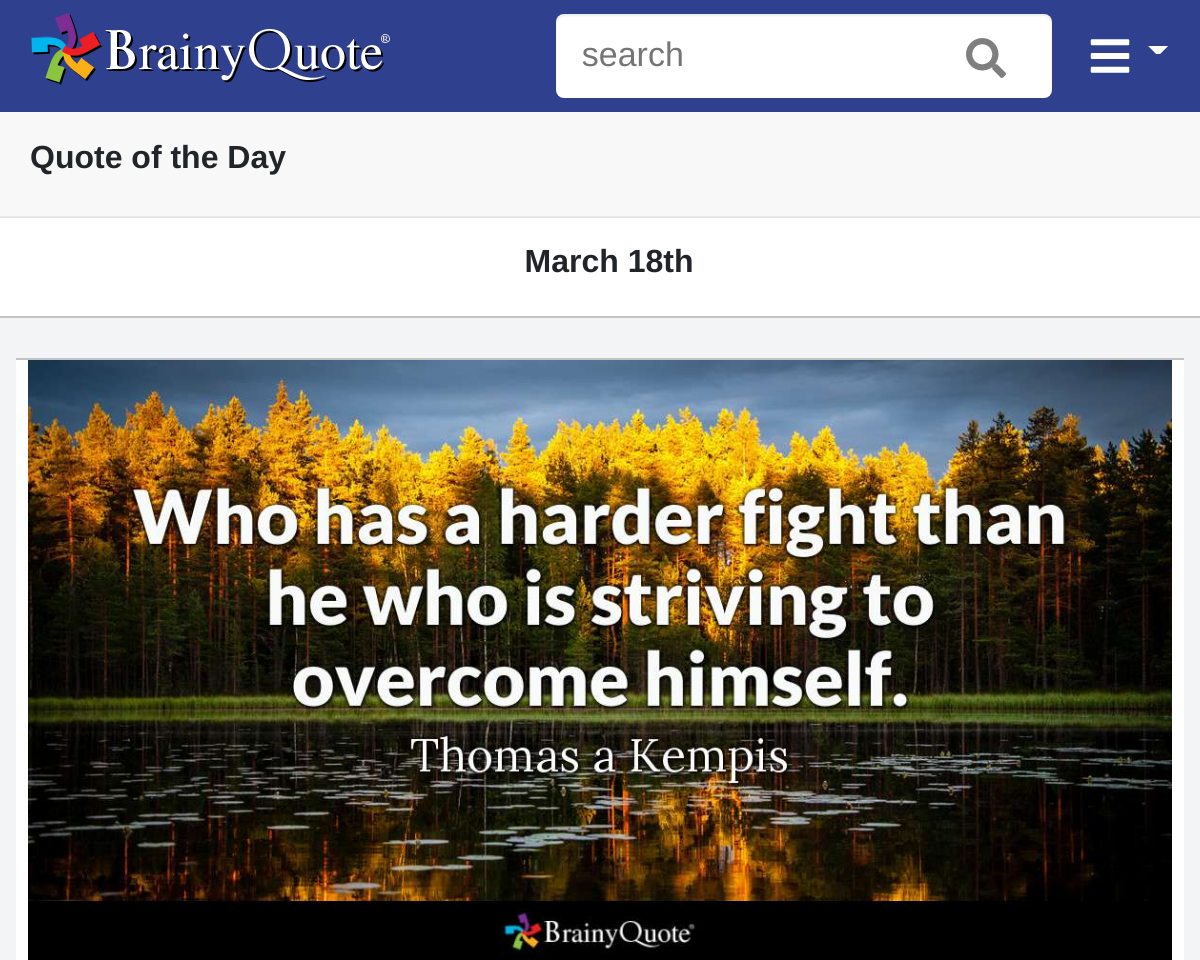 BrainyQuote®
search
Quote of the Day
March 18th
Who has a harder fight than
he who is striving to
overcome himself.
Thomas a Kempis
BrainyQuote®